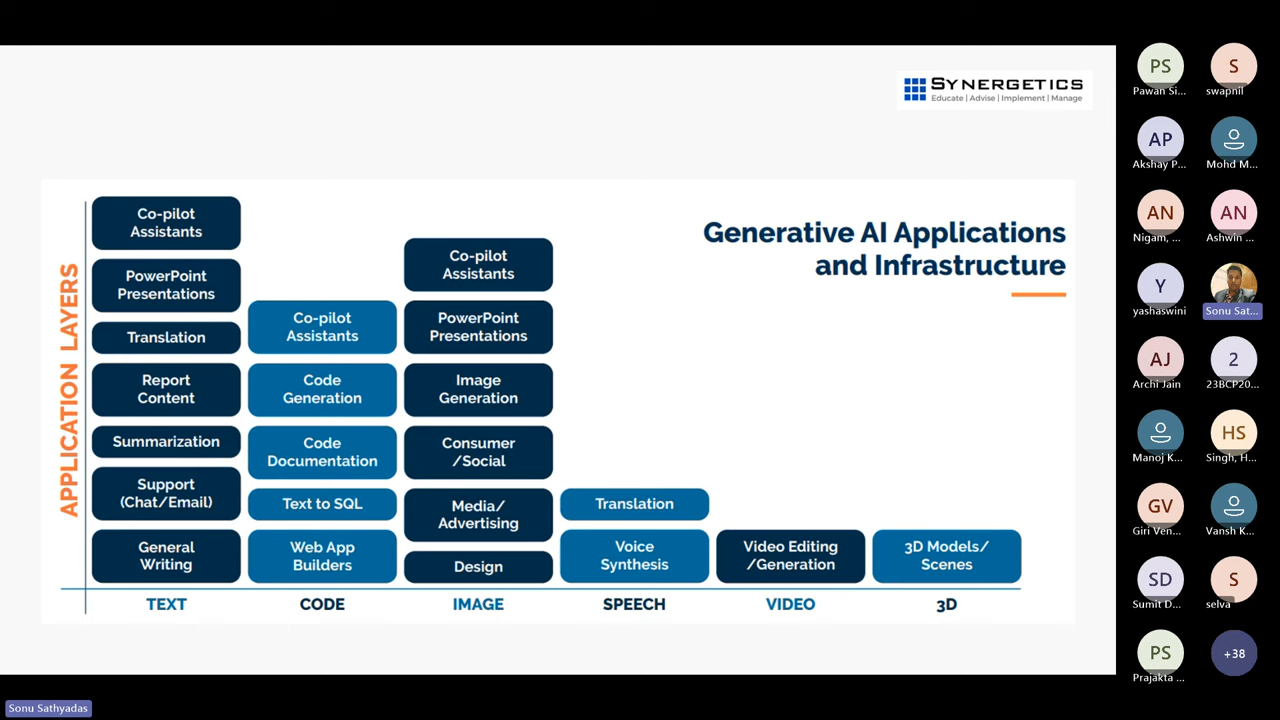 SYNERGETICS
Educate | Advise | Implement | Manage
Generative AI Applications
and Infrastructure
APPLICATION LAYERS
Co-pilot
Assistants
PowerPoint
Presentations
Translation
Report
Content
Summarization
Support
(Chat/Email)
General
Writing
TEXT
Co-pilot
Assistants
Code
Generation
Code
Documentation
Text to SQL
Web App
Builders
CODE
Co-pilot
Assistants
PowerPoint
Presentations
Image
Generation
Consumer
/Social
Media/
Advertising
Design
IMAGE
Translation
Voice
Synthesis
SPEECH
Video Editing
/Generation
VIDEO
3D Models/
Scenes
3D
PS
Pawan Si...
S
swapnil
AP
Akshay P...
Mohd M...
AN
Nigam, ...
AN
Ashwin ...
Y
yashaswini
Sonu Sat...
AJ
Archi Jain
2
23BCP20...
Manoj K...
HS
Singh, H...
GV
Giri Ven...
Vansh K...
SD
Sumit D...
S
selva
PS
Prajakta ...
+38
Sonu Sathyadas